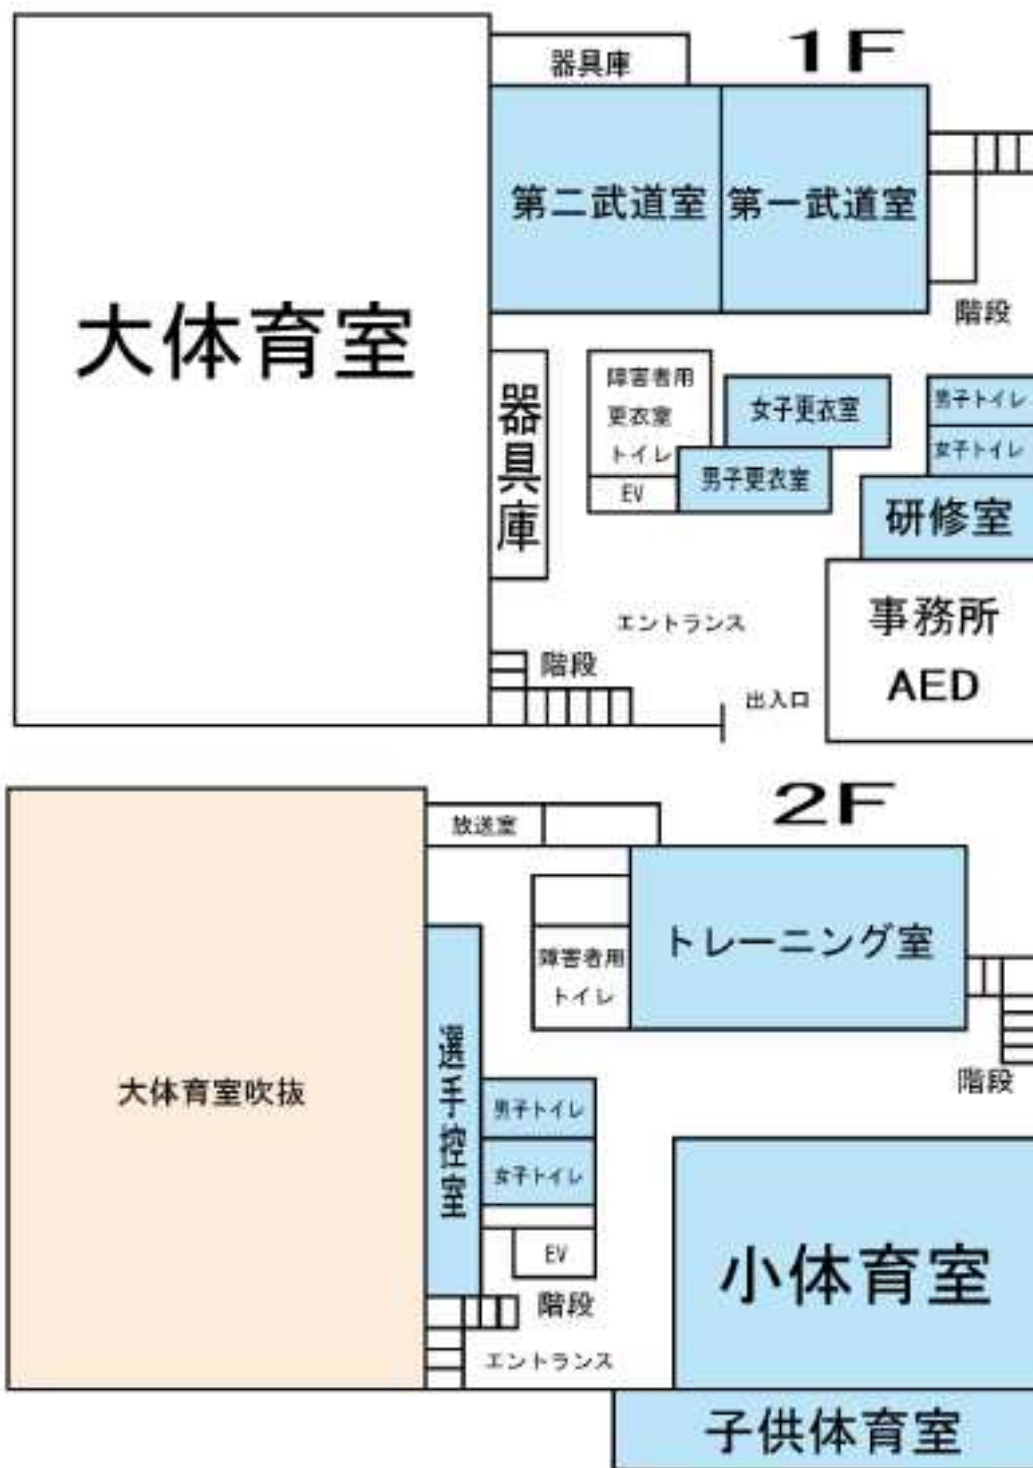 1F
器具庫
第二武道室
第一武道室
大体育室
階段
器具庫
障害者用
更衣室
トイレ
EV
女子更衣室
男子更衣室
男子トイレ
女子トイレ
研修室
事務所
AED
エントランス
階段
出入口
2F
放送室
トレーニング室
障害者用
トイレ
階段
選手控室
大体育室吹抜
男子トイレ
女子トイレ
EV
階段
エントランス
小体育室
子供体育室